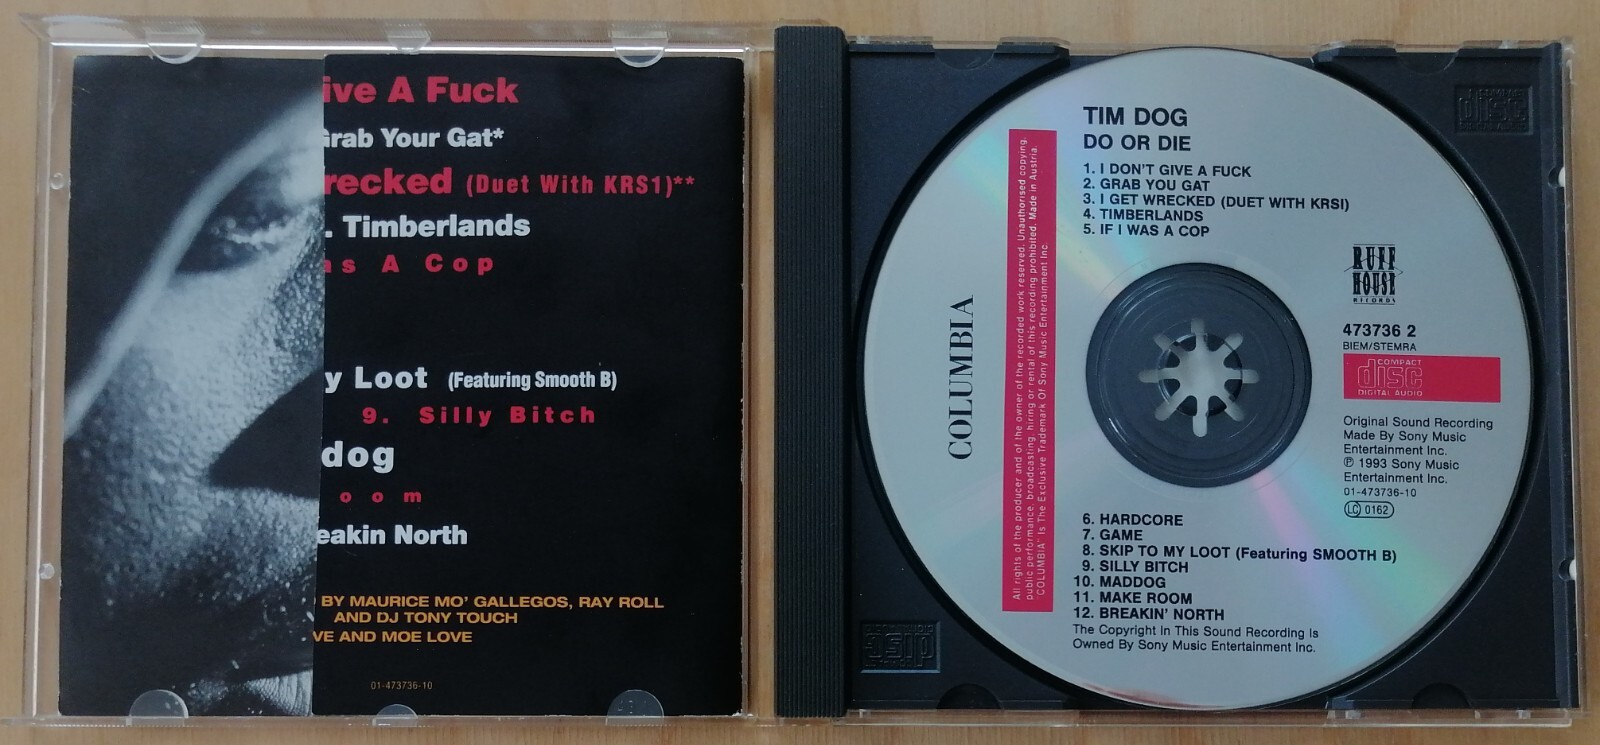 ive A Fuck
Grab Your Gat*
recked (Duet With KRS1)**
. Timberlands
as A Cop
y Loot (Featuring Smooth B)
9. Silly Bitch
dog
oom
eakin North
BY MAURICE MO' GALLEGOS, RAY ROLL
AND DJ TONY TOUCH
VE AND MOE LOVE
01-473736-10
TIM DOG
DO OR DIE
1. I DON'T GIVE A FUCK
2. GRAB YOU GAT
3. I GET WRECKED (DUET WITH KRSI)
4. TIMBERLANDS
5. IF I WAS A COP
COLUMBIA
All rights of the producer and of the owner of the recorded work reserved. Unauthorised copying,
public performance, broadcasting, hiring or rental of this recording prohibited. Made in Austria.
"COLUMBIA" Is The Exclusive Trademark Of Sony Music Entertainment Inc.
RUFF
HOUSE
RECORDS
473736 2
BIEM/STEMRA
COMPACT
disc
DIGITAL AUDIO
Original Sound Recording
Made By Sony Music
Entertainment Inc.
℗ 1993 Sony Music
Entertainment Inc.
01-473736-10
LC 0162
6. HARDCORE
7. GAME
8. SKIP TO MY LOOT (Featuring SMOOTH B)
9. SILLY BITCH
10. MADDOG
11. MAKE ROOM
12. BREAKIN' NORTH
The Copyright in This Sound Recording Is
Owned By Sony Music Entertainment Inc.
COMPACT
disc
disc